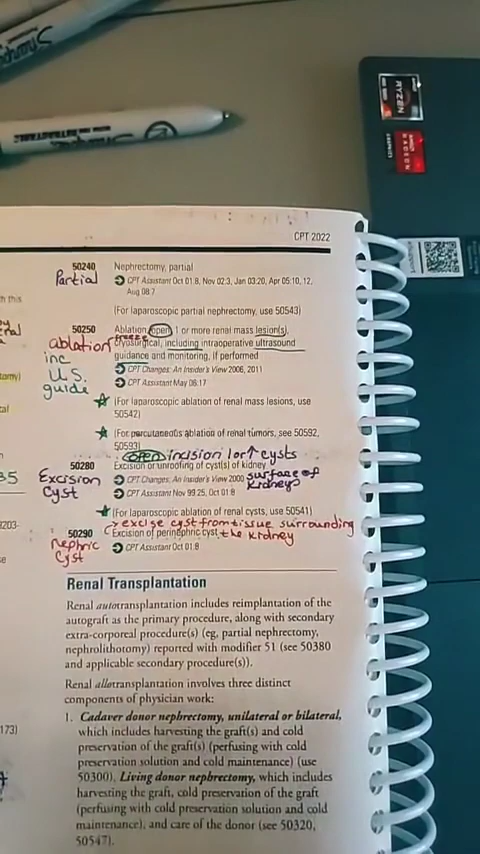 Sharpie
RYZEN
AMD
RADEON
GRAPHICS
CPT 2022
50240 Nephrectomy, partial
Partial
CPT Assistant Oct 01:8, Nov 02:3, Jan 03:20, Apr 05:10, 12,
Aug 08:7
(For laparoscopic partial nephrectomy, use 50543)
50250 Ablation, open, 1 or more renal mass lesion(s),
ablation
cryosurgical, including intraoperative ultrasound
freeze
inc
guidance and monitoring, if performed
U.S.
CPT Changes: An Insider's View 2006, 2011
guide
CPT Assistant May 06:17
(For laparoscopic ablation of renal mass lesions, use
50542)
(For percutaneous ablation of renal tumors, see 50592,
50593)
open incision 1 or ↑ cysts
50280 Excision or unroofing of cyst(s) of kidney
Excision
Cyst
CPT Changes: An Insider's View 2000
surface of
kidneys
CPT Assistant Nov 99:25, Oct 01:8
(For laparoscopic ablation of renal cysts, use 50541)
→ excise cyst from tissue surrounding
the kidney
50290 Excision of perinephric cyst
Nephric
Cyst
CPT Assistant Oct 01:8
Renal Transplantation
Renal autotransplantation includes reimplantation of the
autograft as the primary procedure, along with secondary
extra-corporeal procedure(s) (eg, partial nephrectomy,
nephrolithotomy) reported with modifier 51 (see 50380
and applicable secondary procedure(s)).
Renal allotransplantation involves three distinct
components of physician work:
1. Cadaver donor nephrectomy, unilateral or bilateral,
which includes harvesting the graft(s) and cold
preservation of the graft(s) (perfusing with cold
preservation solution and cold maintenance) (use
50300). Living donor nephrectomy, which includes
harvesting the graft, cold preservation of the graft
(perfusing with cold preservation solution and cold
maintenance), and care of the donor (see 50320,
50547).